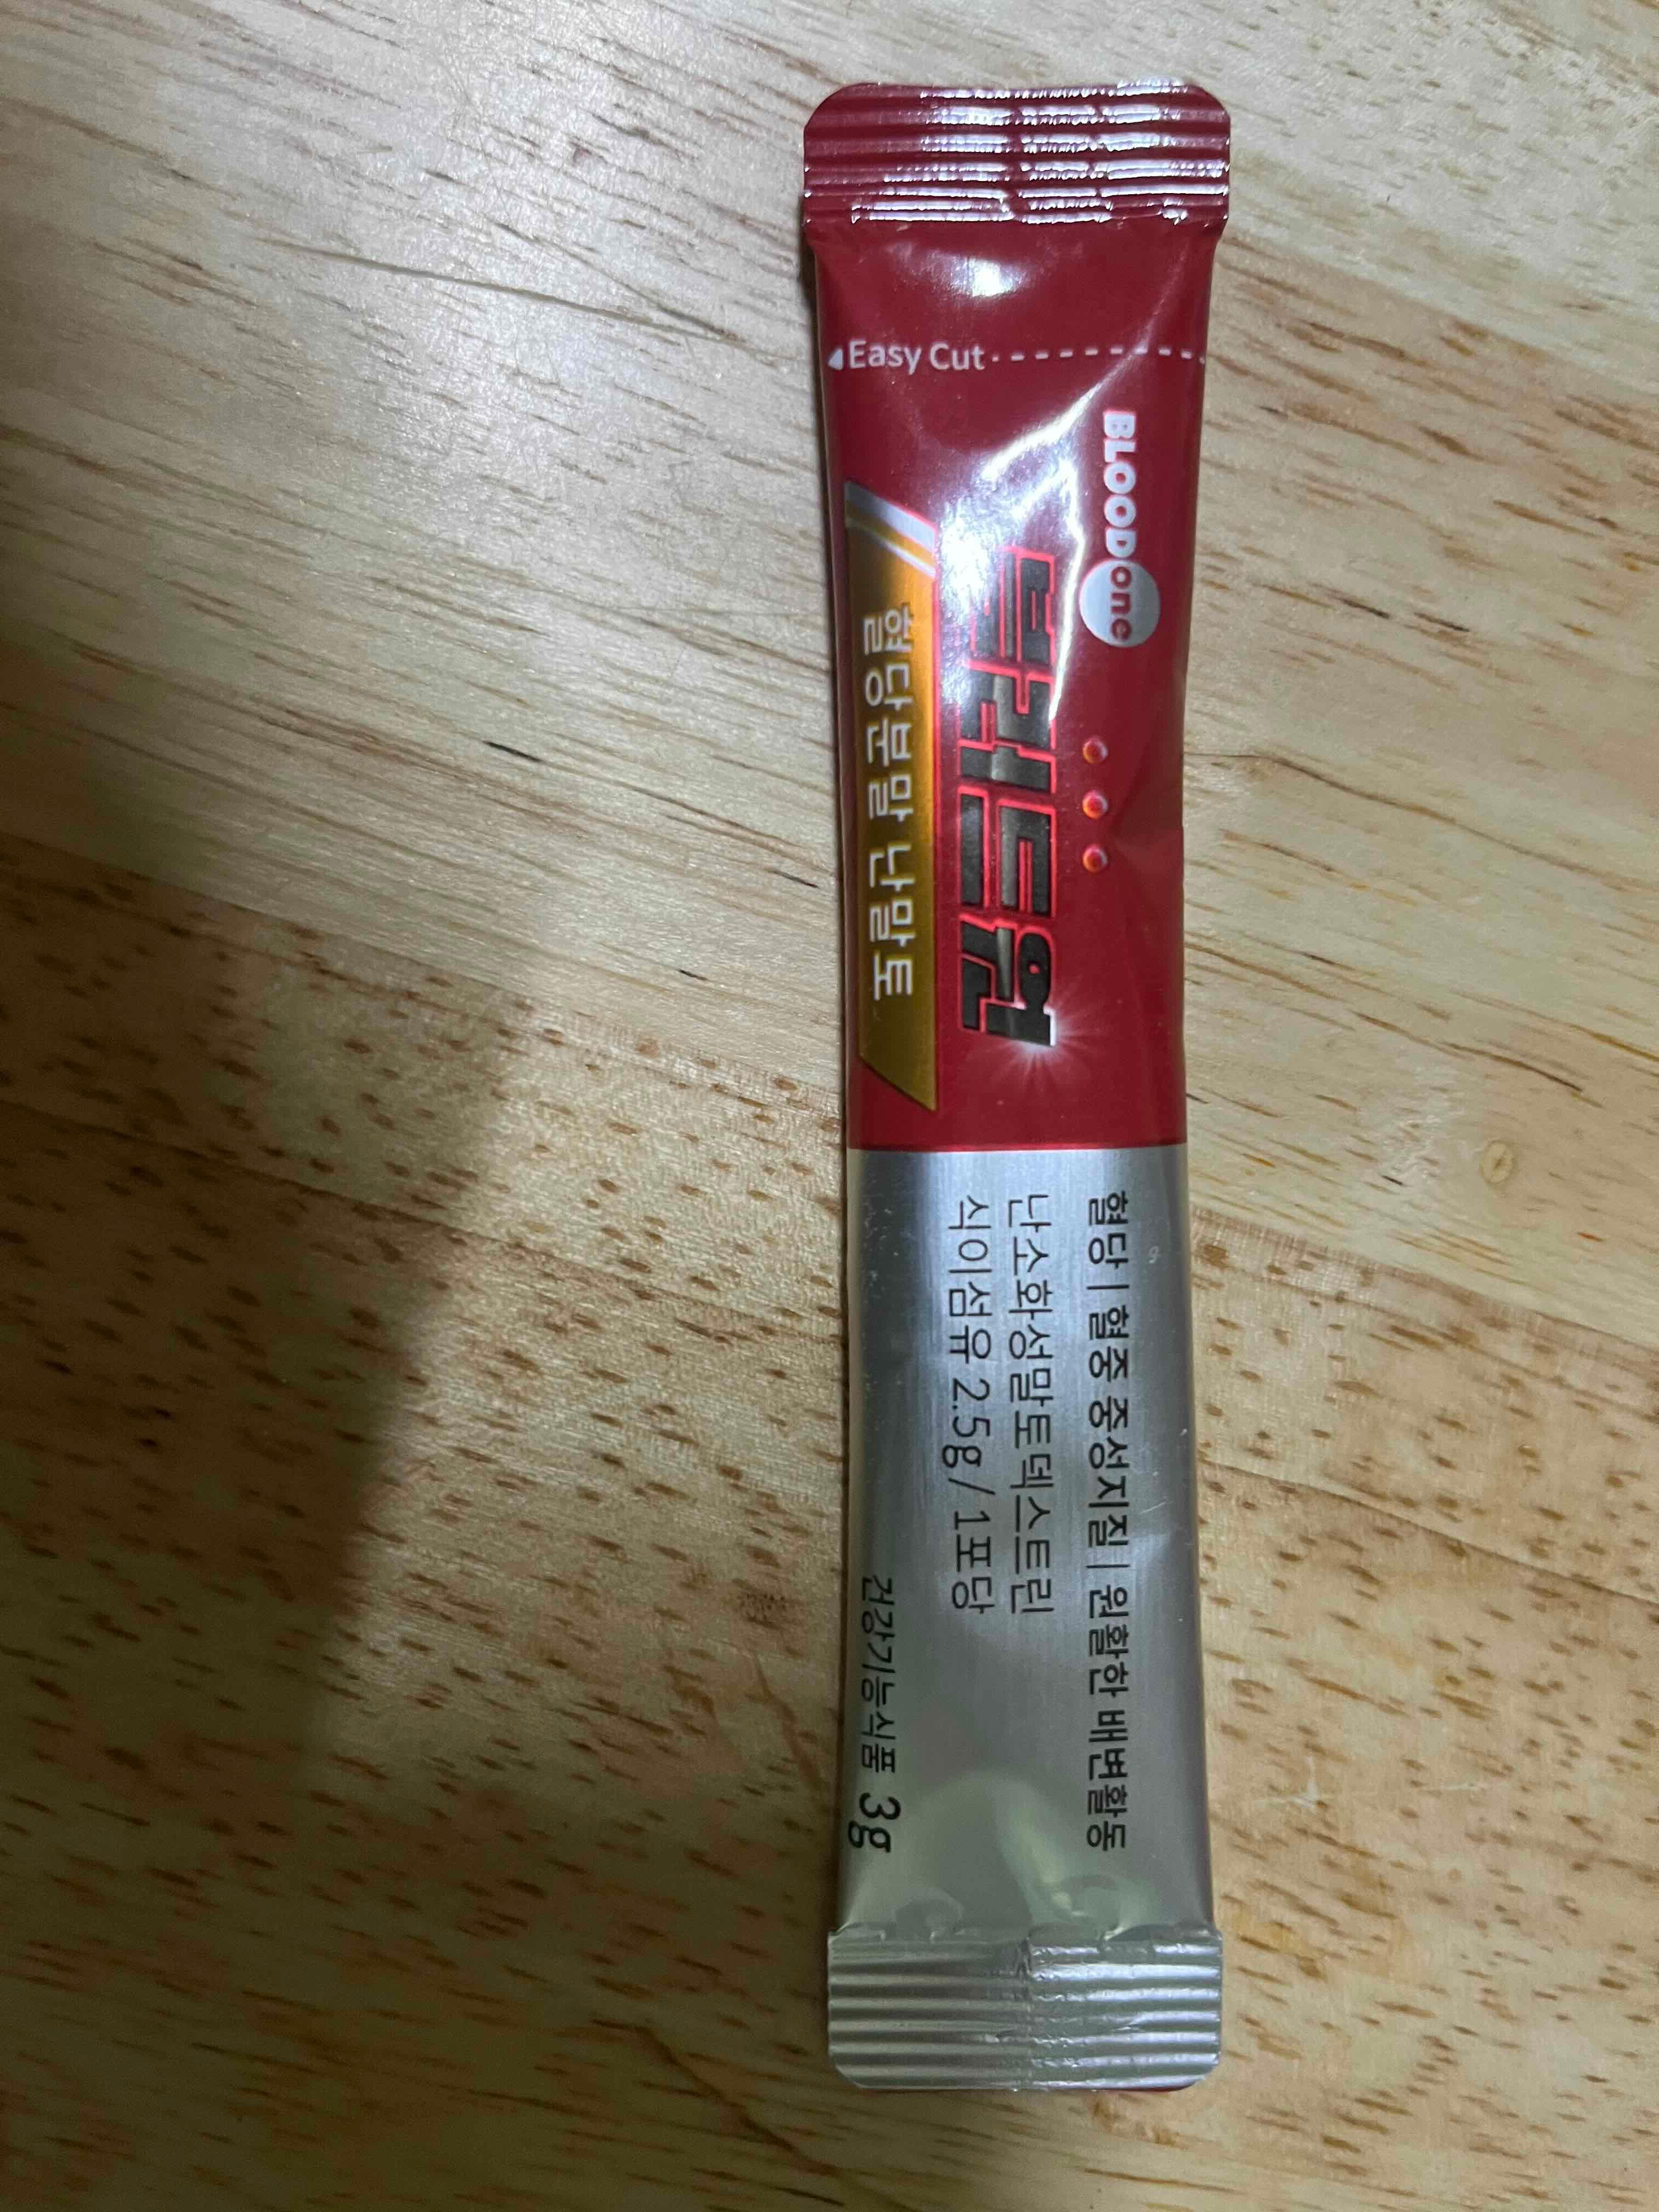 Easy Cut
BLOOD one
블러드원
혈당분말 난말토
혈당 | 혈중 중성지질 | 원활한 배변활동
난소화성말토덱스트린
식이섬유 2.5g / 1포당
건강기능식품 3g